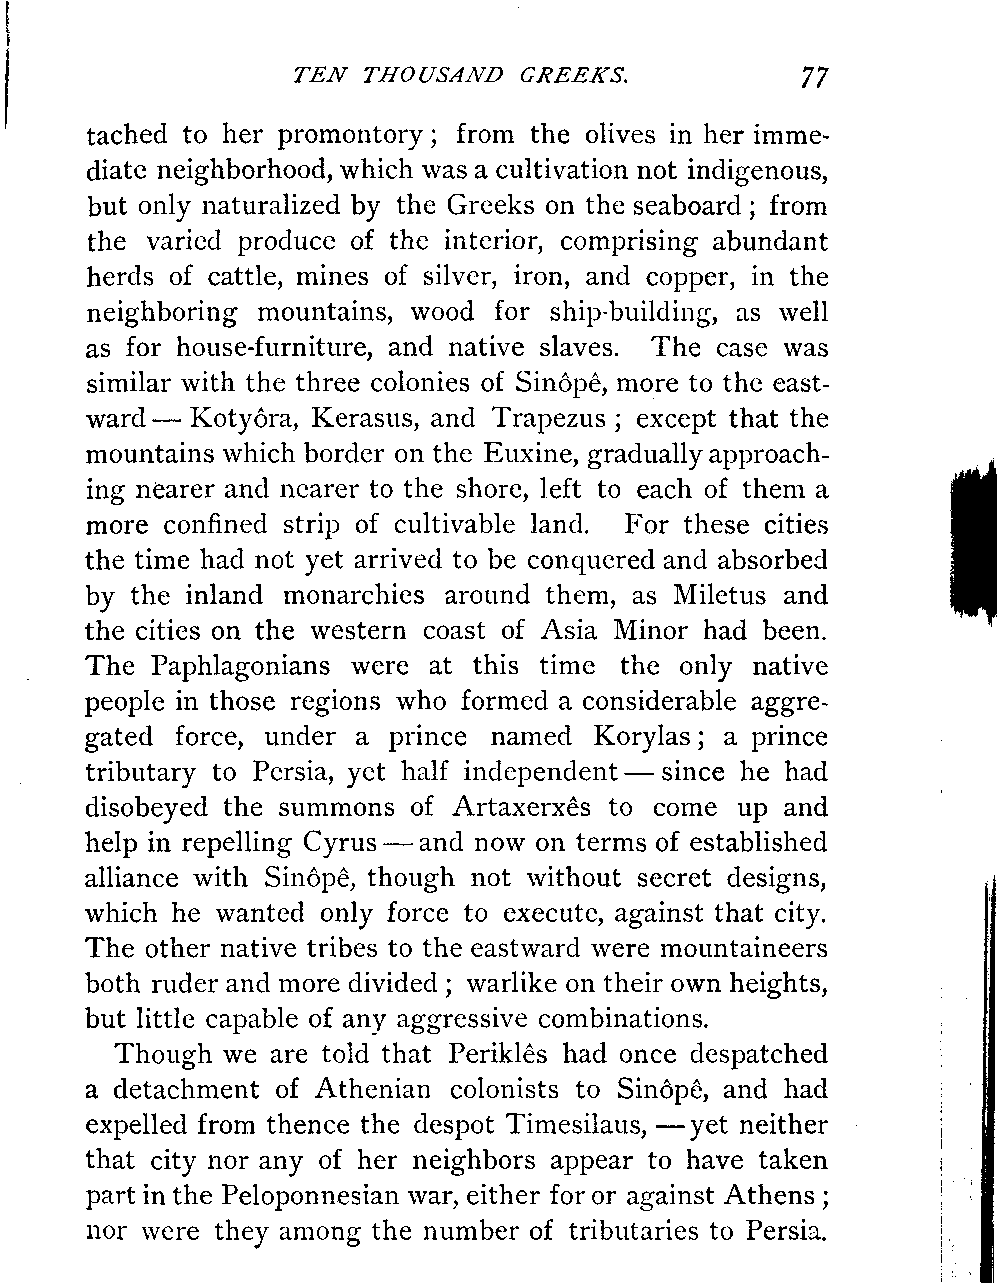 TEN THOUSAND GREEKS. 77
tached to her promontory; from the olives in her imme-
diate neighborhood, which was a cultivation not indigenous,
but only naturalized by the Greeks on the seaboard; from
the varied produce of the interior, comprising abundant
herds of cattle, mines of silver, iron, and copper, in the
neighboring mountains, wood for ship-building, as well
as for house-furniture, and native slaves. The case was
similar with the three colonies of Sinôpê, more to the east-
ward — Kotyôra, Kerasus, and Trapezus; except that the
mountains which border on the Euxine, gradually approach-
ing nearer and nearer to the shore, left to each of them a
more confined strip of cultivable land. For these cities
the time had not yet arrived to be conquered and absorbed
by the inland monarchies around them, as Miletus and
the cities on the western coast of Asia Minor had been.
The Paphlagonians were at this time the only native
people in those regions who formed a considerable aggre-
gated force, under a prince named Korylas; a prince
tributary to Persia, yet half independent — since he had
disobeyed the summons of Artaxerxês to come up and
help in repelling Cyrus — and now on terms of established
alliance with Sinôpê, though not without secret designs,
which he wanted only force to execute, against that city.
The other native tribes to the eastward were mountaineers
both ruder and more divided; warlike on their own heights,
but little capable of any aggressive combinations.
Though we are told that Periklês had once despatched
a detachment of Athenian colonists to Sinôpê, and had
expelled from thence the despot Timesilaus, — yet neither
that city nor any of her neighbors appear to have taken
part in the Peloponnesian war, either for or against Athens;
nor were they among the number of tributaries to Persia.